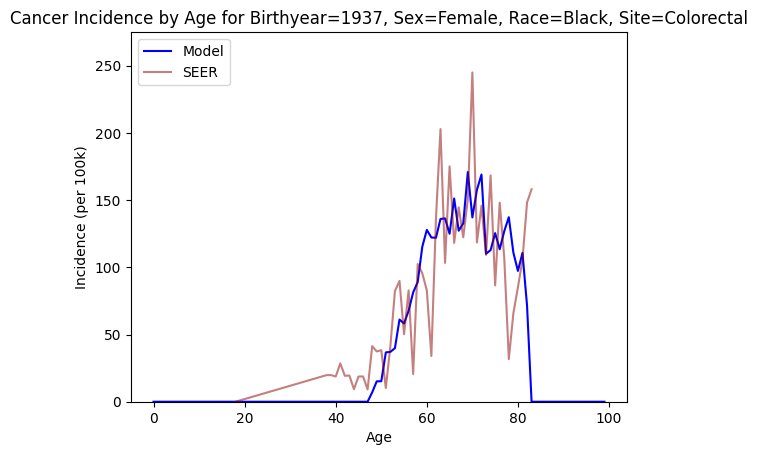 Cancer Incidence by Age for Birthyear=1937, Sex=Female, Race=Black, Site=Colorectal
Model
SEER
Incidence (per 100k)
250
200
150
100
50
0
0 20 40 60 80 100
Age